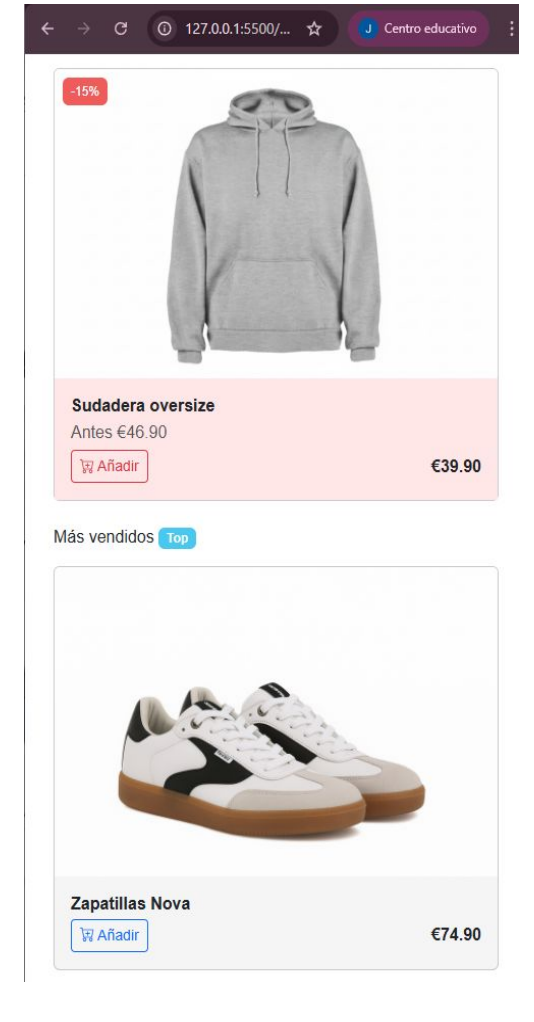 127.0.0.1:5500/...
J Centro educativo
-15%
Sudadera oversize
Antes €46.90
Añadir
€39.90
Más vendidos Top
Zapatillas Nova
Añadir
€74.90